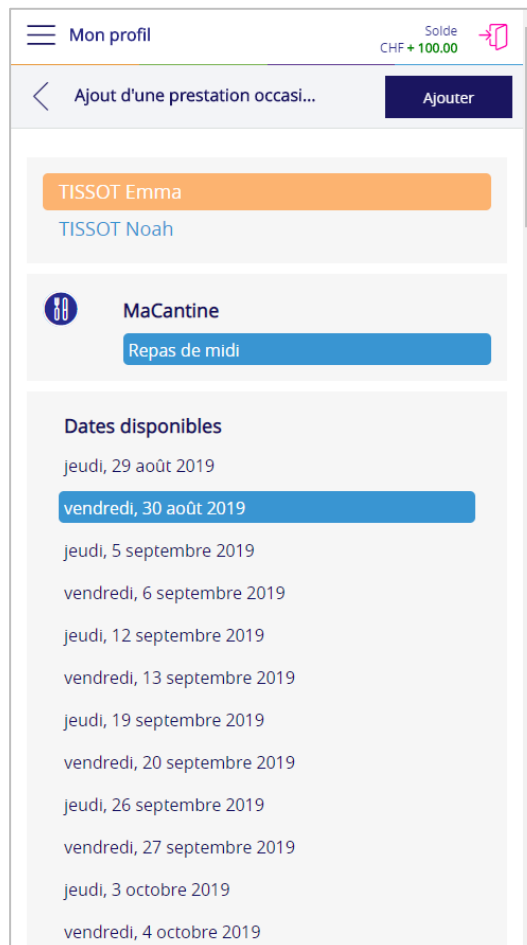 Mon profil
Solde
CHF + 100.00
Ajout d'une prestation occasi...
Ajouter
TISSOT Emma
TISSOT Noah
MaCantine
Repas de midi
Dates disponibles
jeudi, 29 août 2019
vendredi, 30 août 2019
jeudi, 5 septembre 2019
vendredi, 6 septembre 2019
jeudi, 12 septembre 2019
vendredi, 13 septembre 2019
jeudi, 19 septembre 2019
vendredi, 20 septembre 2019
jeudi, 26 septembre 2019
vendredi, 27 septembre 2019
jeudi, 3 octobre 2019
vendredi, 4 octobre 2019